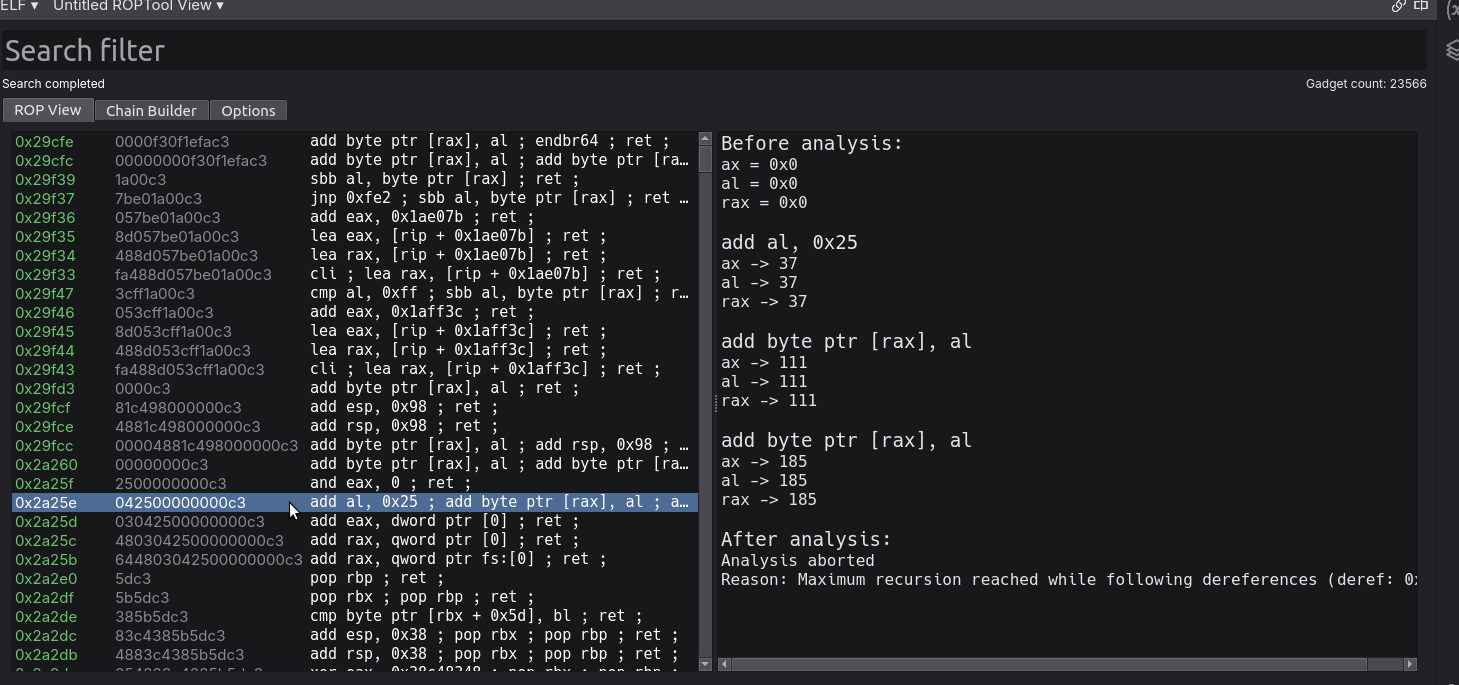 ELF ▾ Untitled ROPTool View ▾
Search filter
Search completed
Gadget count: 23566
ROP View Chain Builder Options
0x29cfe 0000f30f1efac3 add byte ptr [rax], al ; endbr64 ; ret ;
0x29cfc 00000000f30f1efac3 add byte ptr [rax], al ; add byte ptr [ra…
0x29f39 1a00c3 sbb al, byte ptr [rax] ; ret ;
0x29f37 7be01a00c3 jnp 0xfe2 ; sbb al, byte ptr [rax] ; ret …
0x29f36 057be01a00c3 add eax, 0x1ae07b ; ret ;
0x29f35 8d057be01a00c3 lea eax, [rip + 0x1ae07b] ; ret ;
0x29f34 488d057be01a00c3 lea rax, [rip + 0x1ae07b] ; ret ;
0x29f33 fa488d057be01a00c3 cli ; lea rax, [rip + 0x1ae07b] ; ret ;
0x29f47 3cff1a00c3 cmp al, 0xff ; sbb al, byte ptr [rax] ; r…
0x29f46 053cff1a00c3 add eax, 0x1aff3c ; ret ;
0x29f45 8d053cff1a00c3 lea eax, [rip + 0x1aff3c] ; ret ;
0x29f44 488d053cff1a00c3 lea rax, [rip + 0x1aff3c] ; ret ;
0x29f43 fa488d053cff1a00c3 cli ; lea rax, [rip + 0x1aff3c] ; ret ;
0x29fd3 0000c3 add byte ptr [rax], al ; ret ;
0x29fcf 81c498000000c3 add esp, 0x98 ; ret ;
0x29fce 4881c498000000c3 add rsp, 0x98 ; ret ;
0x29fcc 00004881c498000000c3 add byte ptr [rax], al ; add rsp, 0x98 ; …
0x2a260 00000000c3 add byte ptr [rax], al ; add byte ptr [ra…
0x2a25f 2500000000c3 and eax, 0 ; ret ;
0x2a25e 042500000000c3 add al, 0x25 ; add byte ptr [rax], al ; a…
0x2a25d 03042500000000c3 add eax, dword ptr [0] ; ret ;
0x2a25c 4803042500000000c3 add rax, qword ptr [0] ; ret ;
0x2a25b 644803042500000000c3 add rax, qword ptr fs:[0] ; ret ;
0x2a2e0 5dc3 pop rbp ; ret ;
0x2a2df 5b5dc3 pop rbx ; pop rbp ; ret ;
0x2a2de 385b5dc3 cmp byte ptr [rbx + 0x5d], bl ; ret ;
0x2a2dc 83c4385b5dc3 add esp, 0x38 ; pop rbx ; pop rbp ; ret ;
0x2a2db 4883c4385b5dc3 add rsp, 0x38 ; pop rbx ; pop rbp ; ret ;
Before analysis:
ax = 0x0
al = 0x0
rax = 0x0
add al, 0x25
ax -> 37
al -> 37
rax -> 37
add byte ptr [rax], al
ax -> 111
al -> 111
rax -> 111
add byte ptr [rax], al
ax -> 185
al -> 185
rax -> 185
After analysis:
Analysis aborted
Reason: Maximum recursion reached while following dereferences (deref: